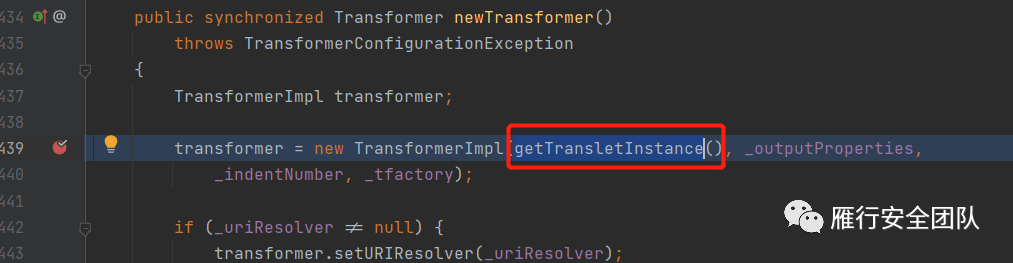 434 @ public synchronized Transformer newTransformer()
435 throws TransformerConfigurationException
436 {
437 TransformerImpl transformer;
438
439 transformer = new TransformerImpl(getTransletInstance(), _outputProperties,
440 _indentNumber, _tfactory);
441
442 if (_uriResolver ≠ null) {
443 transformer.setURIResolver(_uriResolver);
雁行安全团队